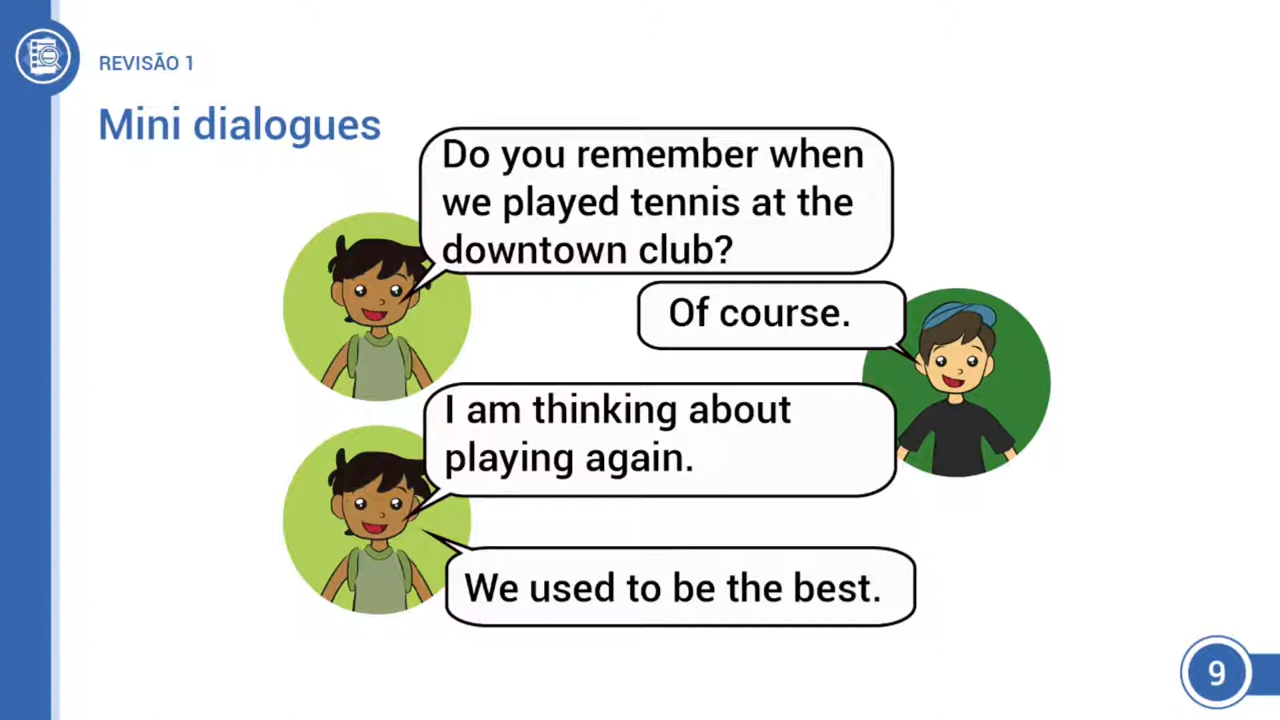 REVISÃO 1
Mini dialogues
Do you remember when
we played tennis at the
downtown club?
Of course.
I am thinking about
playing again.
We used to be the best.
9